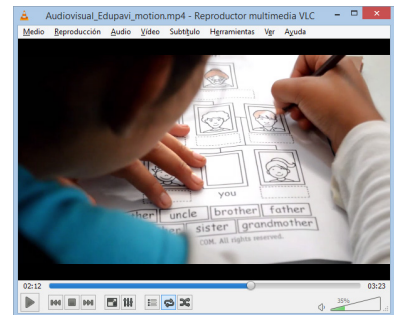 Audiovisual_Edupavi_motion.mp4 - Reproductor multimedia VLC
Medio Reproducción Audio Vídeo Subtítulo Herramientas Ver Ayuda
you
uncle brother father
sister grandmother
COM. All rights reserved.
02:12 03:23
35%